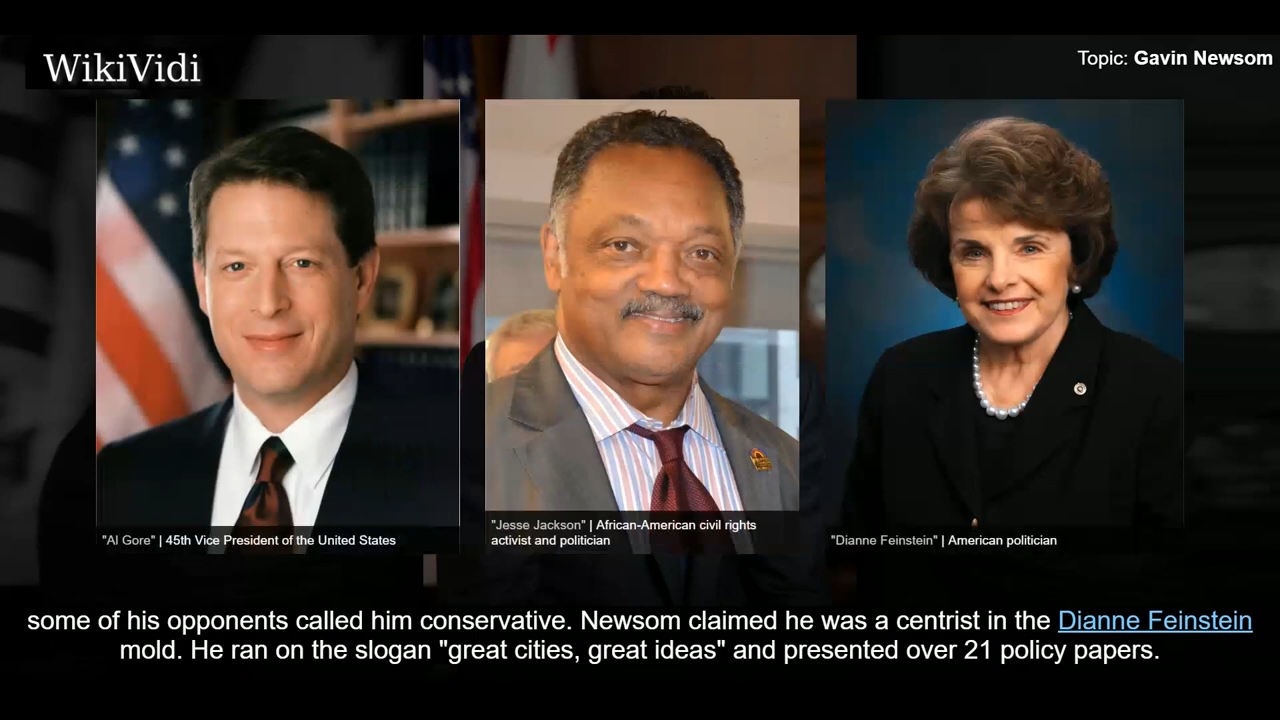 WikiVidi
Topic: Gavin Newsom
"Al Gore" | 45th Vice President of the United States
"Jesse Jackson" | African-American civil rights
activist and politician
"Dianne Feinstein" | American politician
some of his opponents called him conservative. Newsom claimed he was a centrist in the Dianne Feinstein
mold. He ran on the slogan "great cities, great ideas" and presented over 21 policy papers.